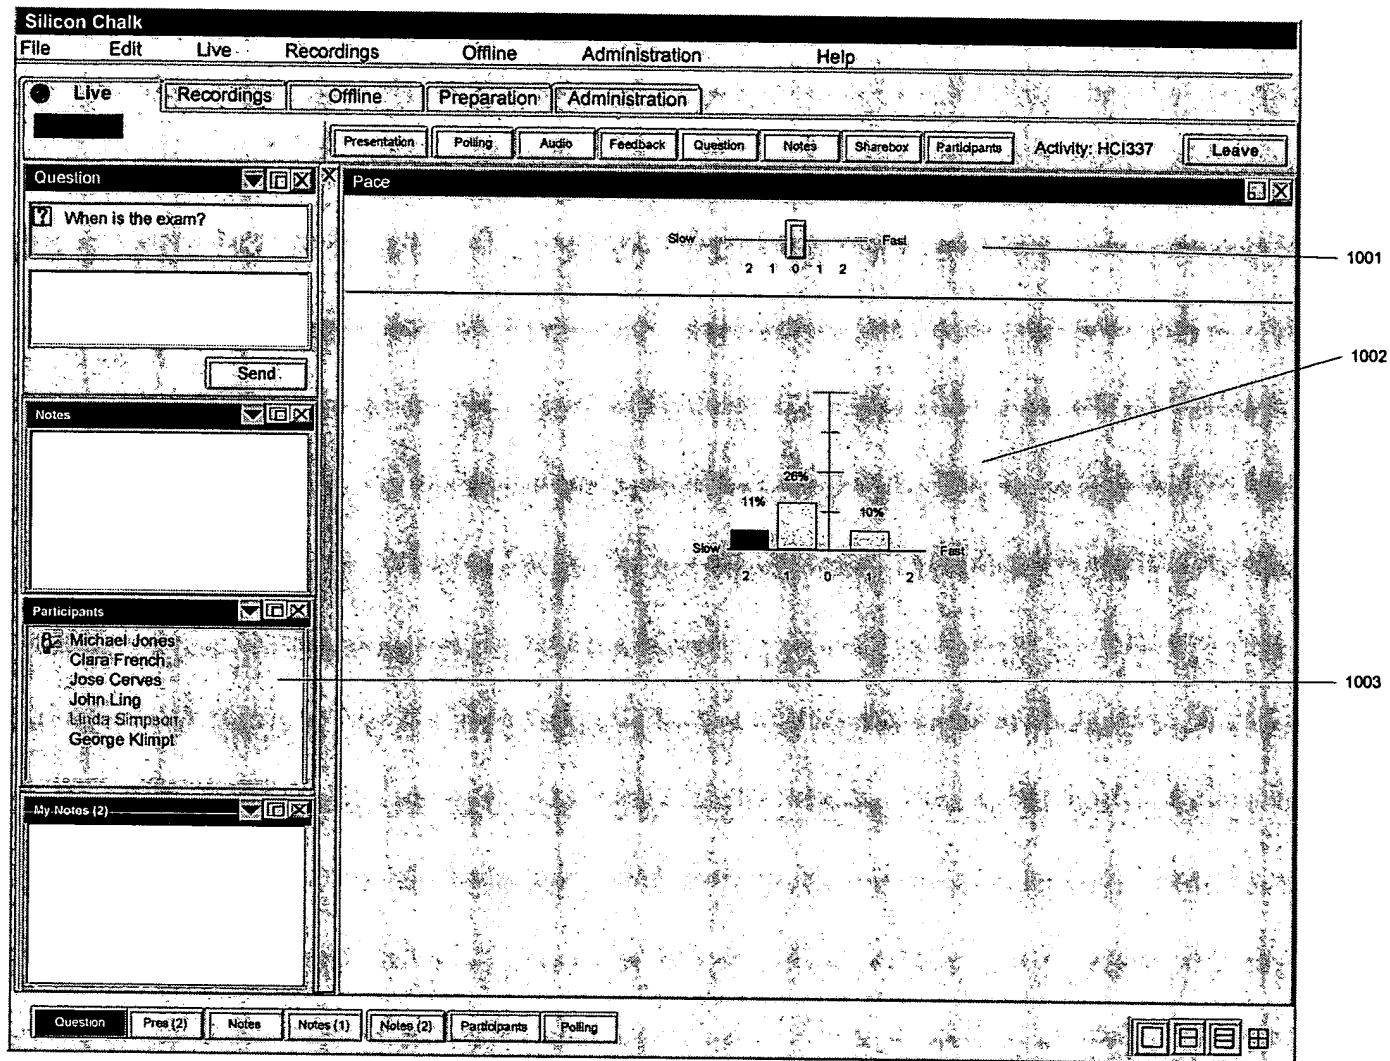 Silicon Chalk
File Edit Live Recordings Offline Administration Help
Live Recordings Offline Preparation Administration
Presentation Polling Audio Feedback Question Notes Sharebox Participants Activity: HCI337 Leave
Question
? When is the exam?
Send
Notes
Participants
Michael Jones
Clara French
Jose Cerves
John Ling
Linda Simpson
George Klimpt
My Notes (2)
Pace
Slow Fast
2 1 0 1 2
1001
1002
26%
11% 10%
Slow Fast
2 1 0 1 2
1003
Question Pres (2) Notes Notes (1) Notes (2) Participants Polling